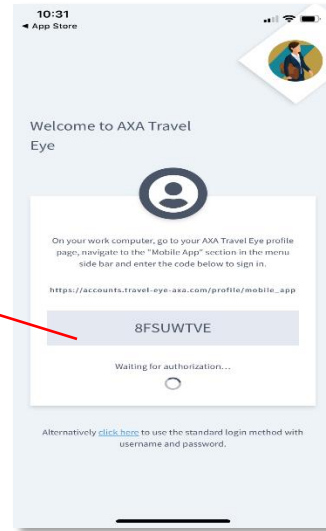 10:31
◄ App Store
Welcome to AXA Travel
Eye
On your work computer, go to your AXA Travel Eye profile
page, navigate to the "Mobile App" section in the menu
side bar and enter the code below to sign in.
https://accounts.travel-eye-axa.com/profile/mobile_app
8FSUWTVE
Waiting for authorization...
Alternatively click here to use the standard login method with
username and password.